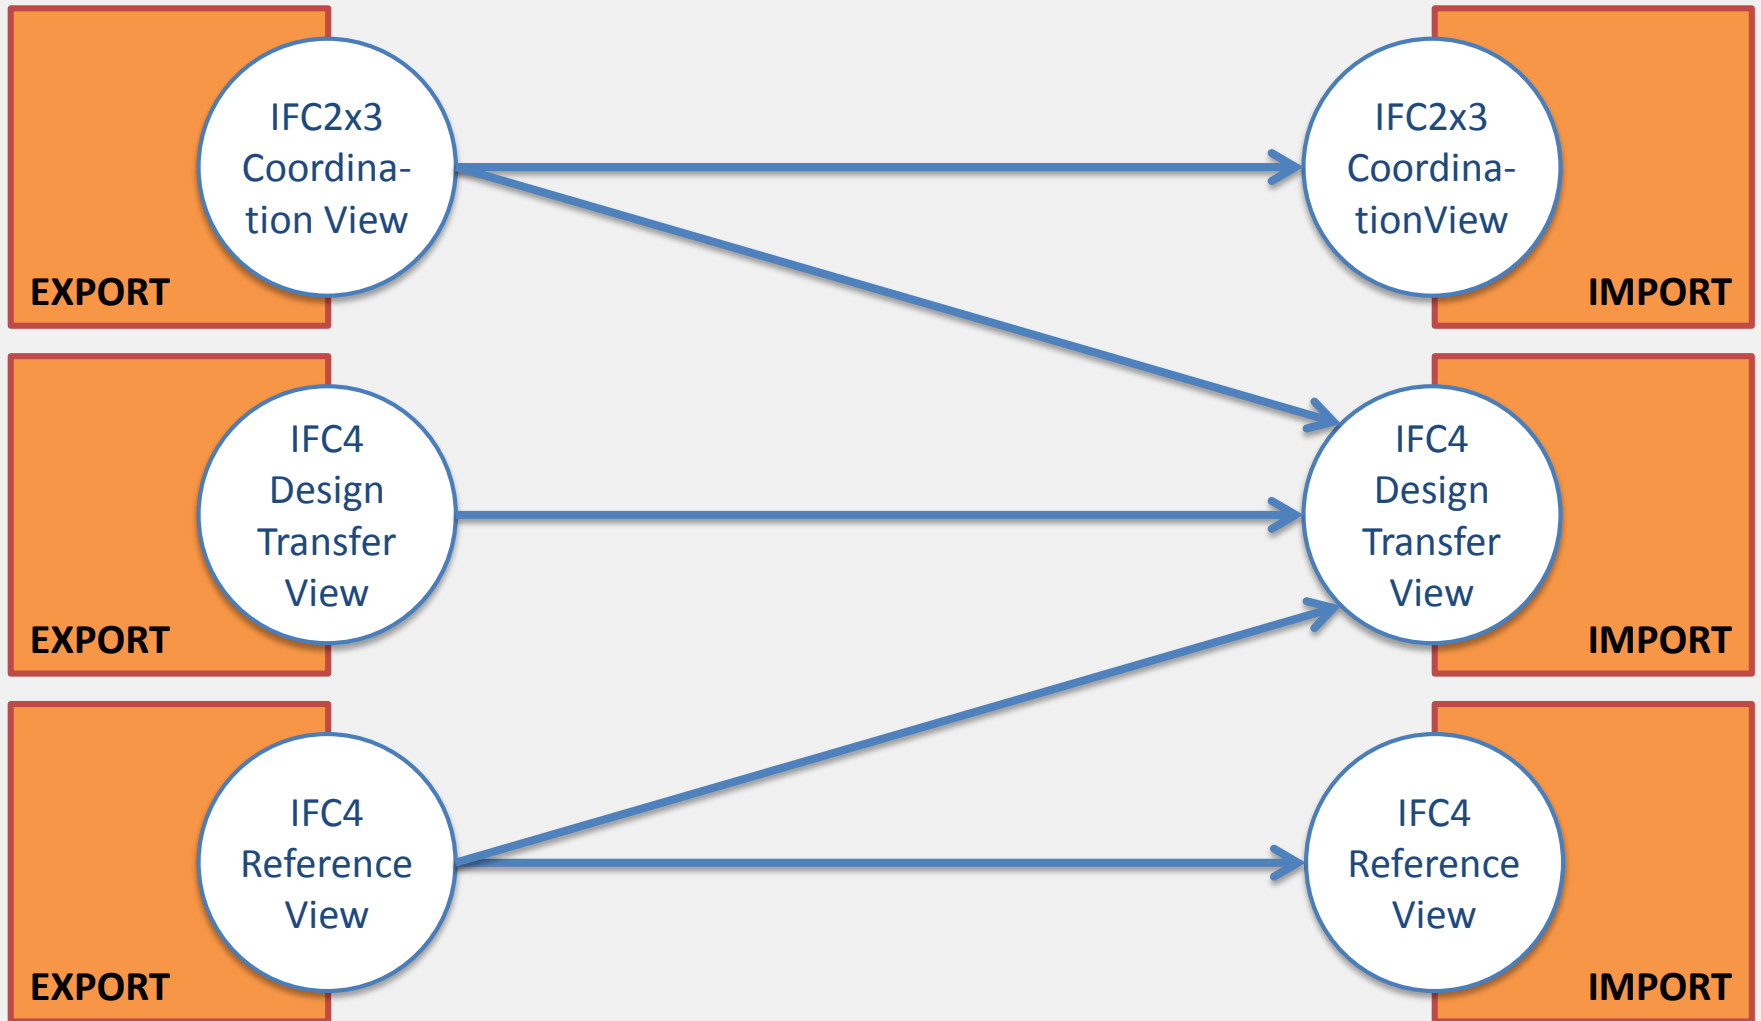 IFC2x3
Coordina-
tion View
EXPORT
IFC2x3
Coordina-
tionView
IMPORT
IFC4
Design
Transfer
View
EXPORT
IFC4
Design
Transfer
View
IMPORT
IFC4
Reference
View
EXPORT
IFC4
Reference
View
IMPORT